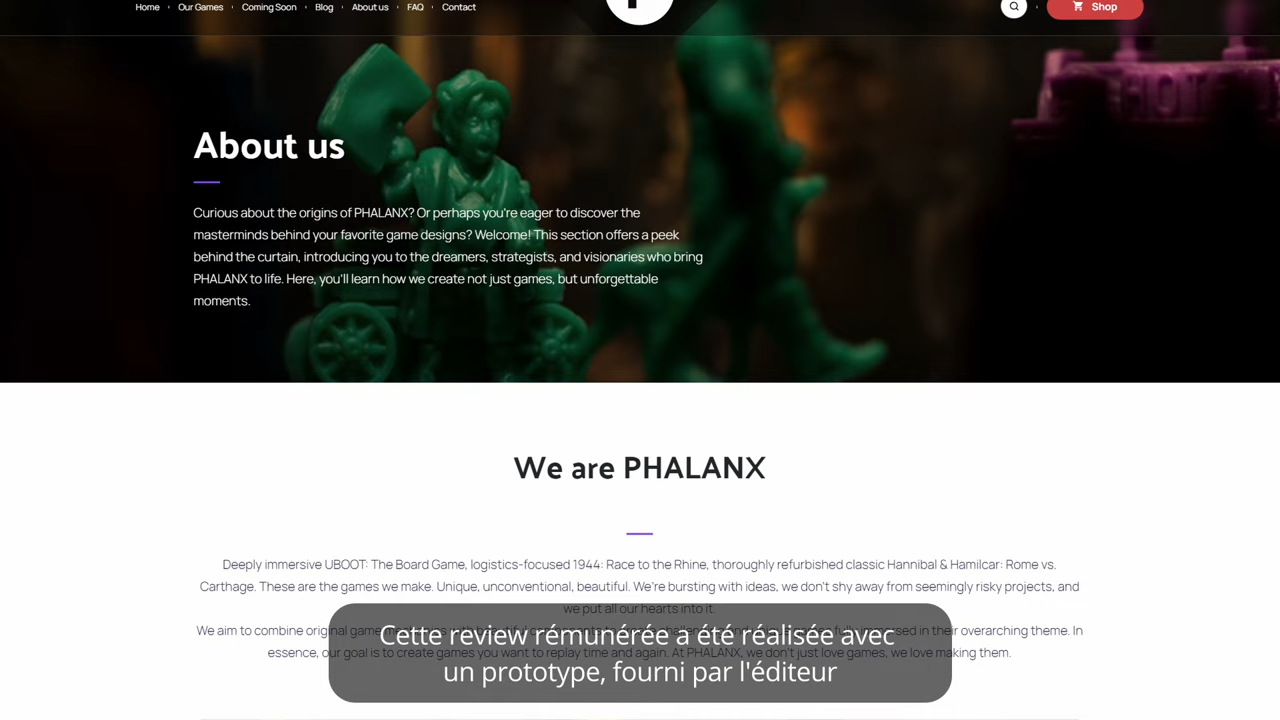 Home Our Games Coming Soon Blog About us FAQ Contact
Shop
About us
Curious about the origins of PHALANX? Or perhaps you're eager to discover the
masterminds behind your favorite game designs? Welcome! This section offers a peek
behind the curtain, introducing you to the dreamers, strategists, and visionaries who bring
PHALANX to life. Here, you'll learn how we create not just games, but unforgettable
moments.
We are PHALANX
Deeply immersive UBOOT: The Board Game, logistics-focused 1944: Race to the Rhine, thoroughly refurbished classic Hannibal & Hamilcar: Rome vs.
Carthage. These are the games we make. Unique, unconventional, beautiful. We're bursting with ideas, we don't shy away from seemingly risky projects, and
we put all our hearts into it.
We aim to combine original game fully immersed in their overarching theme. In
essence, our goal is to create games you want to replay time and again. At PHALANX, we don't just love games, we love making them.
Cette review rémunérée a été réalisée avec
un prototype, fourni par l'éditeur